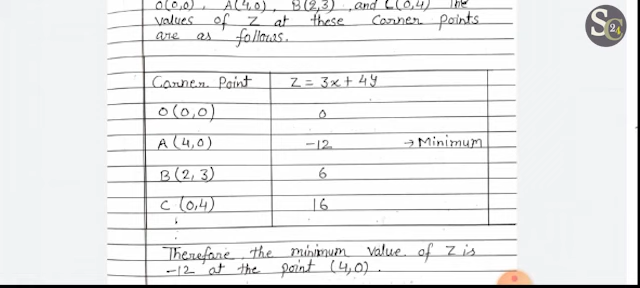 O(0,0), A(4,0), B(2,3), and C(0,4) The
values of Z at these Corner points
are as follows.
Corner Point Z = 3x + 4y
O(0,0) 0
A(4,0) -12 → Minimum
B(2,3) 6
C(0,4) 16
Therefore, the minimum value of Z is
-12 at the point (4,0).
S 24